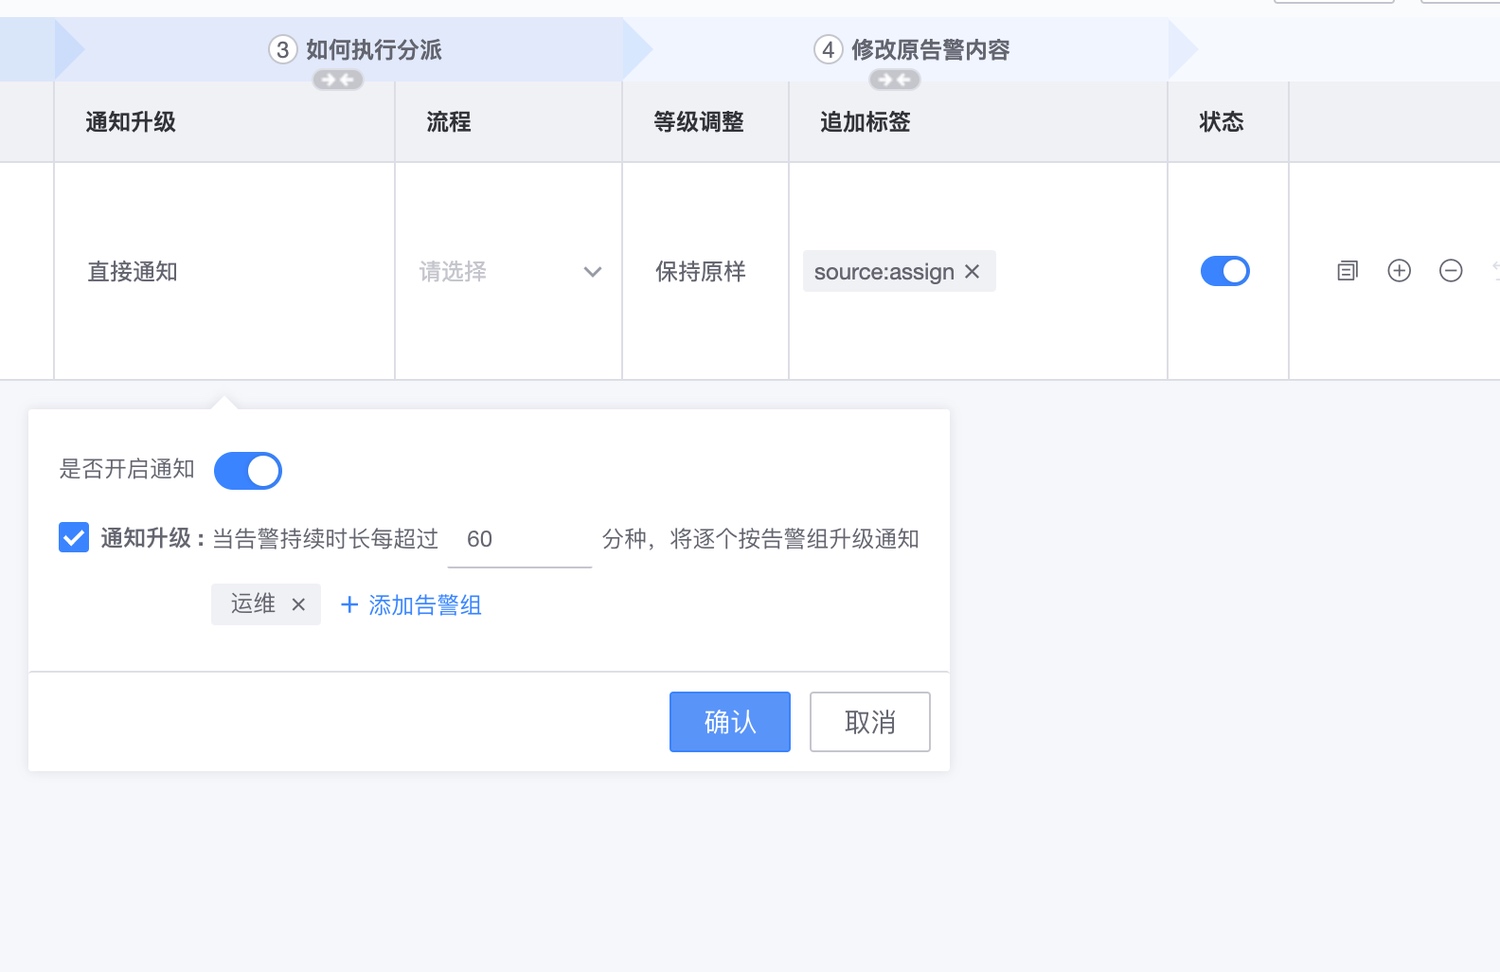 ③ 如何执行分派
④ 修改原告警内容
通知升级 流程 等级调整 追加标签 状态
直接通知 请选择 保持原样 source:assign
是否开启通知
通知升级：当告警持续时长每超过 60 分种，将逐个按告警组升级通知
运维 + 添加告警组
确认 取消